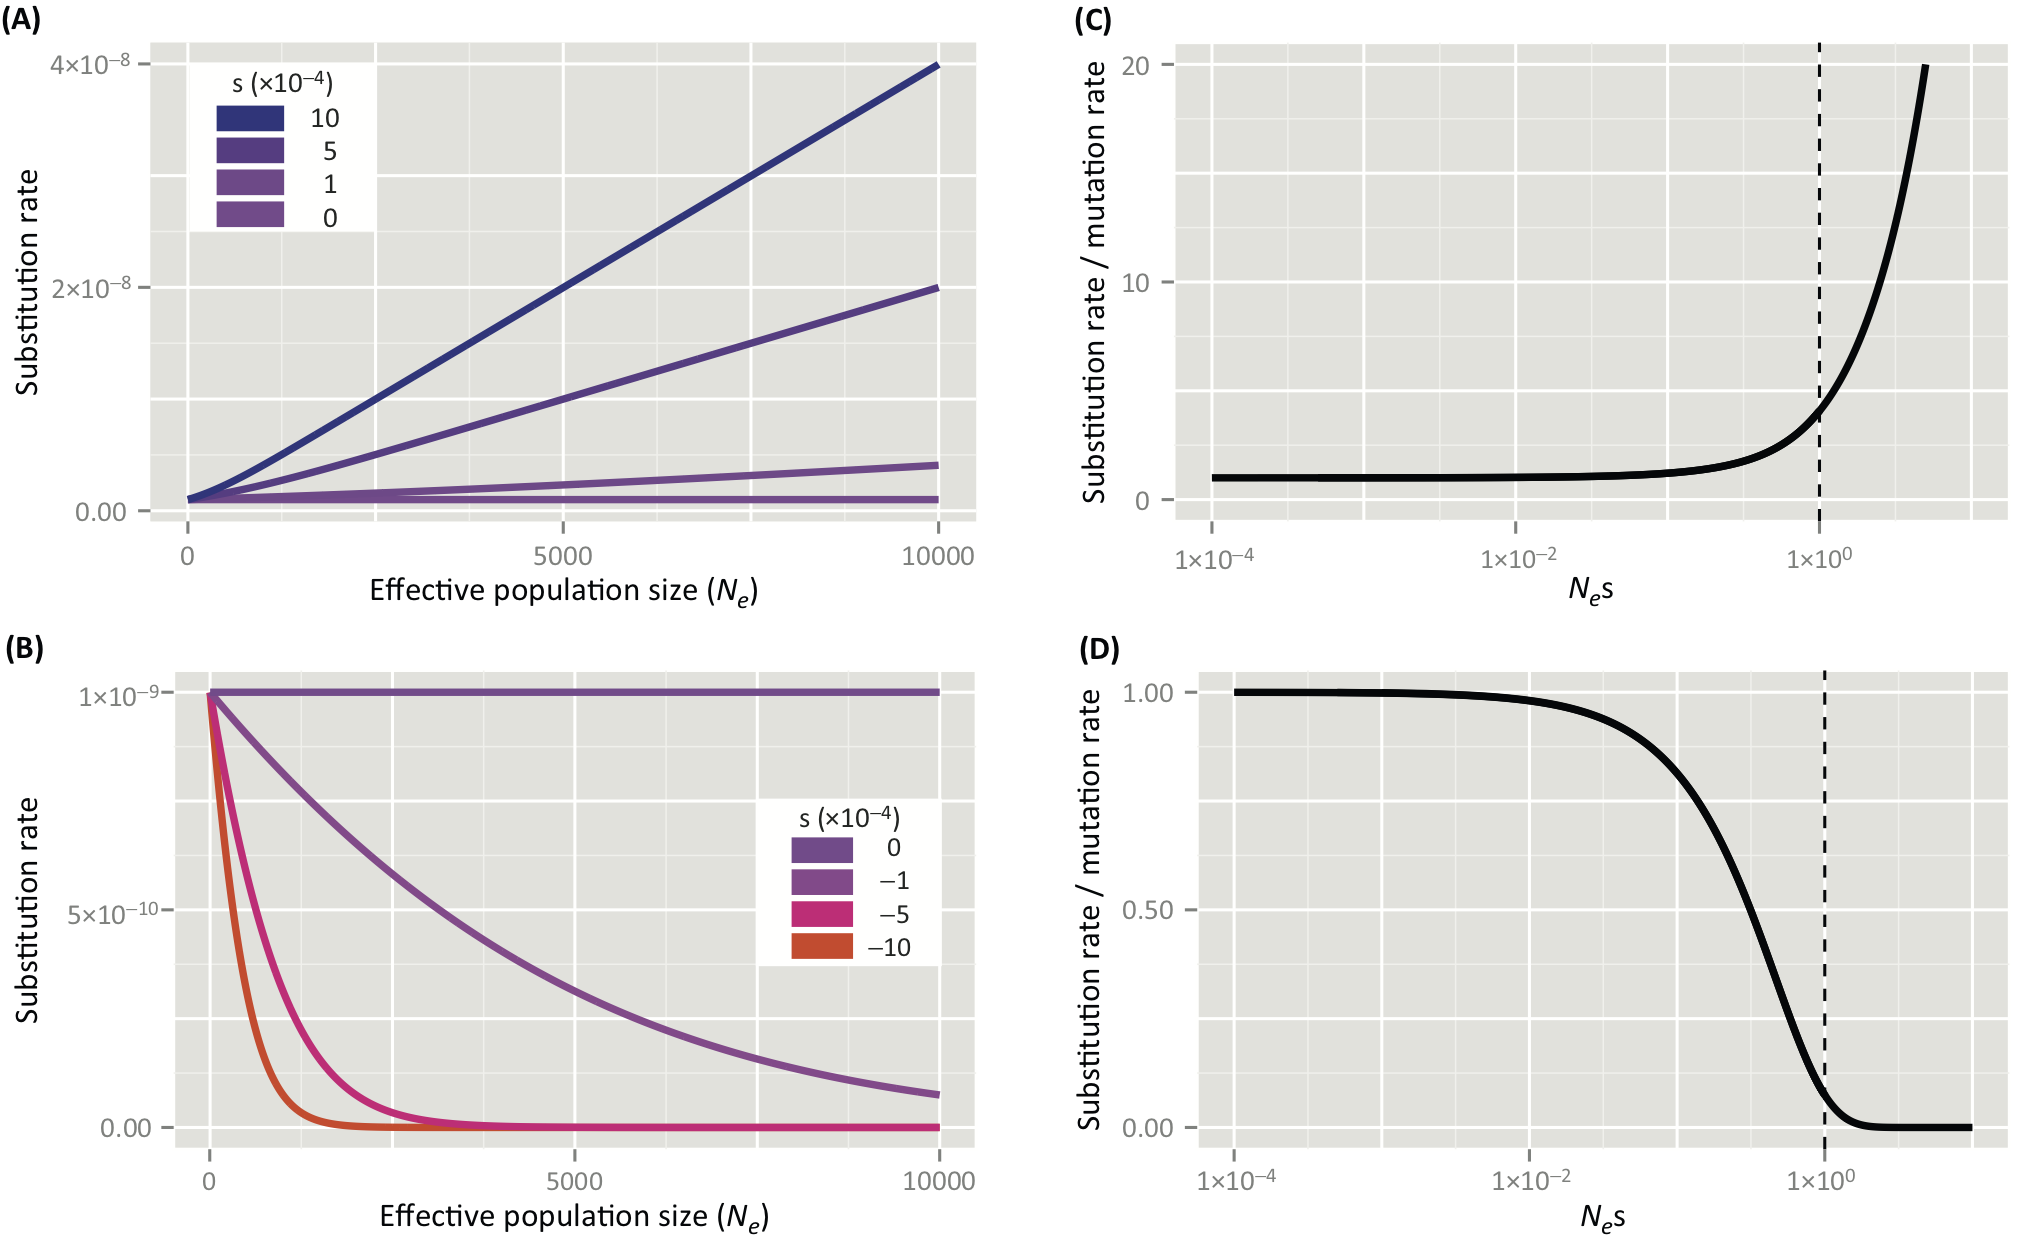 (A)
4×10⁻⁸
2×10⁻⁸
0.00
Substitution rate
s (×10⁻⁴)
10
5
1
0
0
5000
10000
Effective population size (Nₑ)
(C)
20
10
0
Substitution rate / mutation rate
1×10⁻⁴
1×10⁻²
1×10⁰
Nₑs
(B)
1×10⁻⁹
5×10⁻¹⁰
0.00
Substitution rate
s (×10⁻⁴)
0
–1
–5
–10
0
5000
10000
Effective population size (Nₑ)
(D)
1.00
0.50
0.00
Substitution rate / mutation rate
1×10⁻⁴
1×10⁻²
1×10⁰
Nₑs